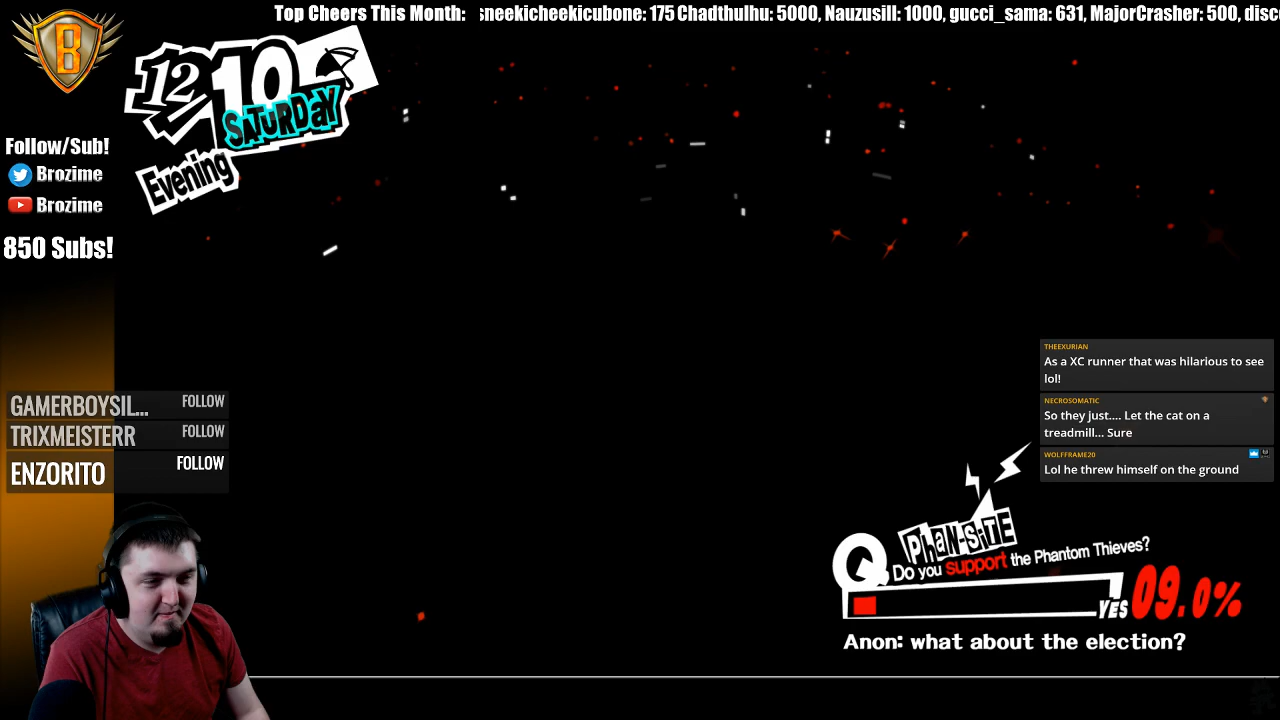 Top Cheers This Month: sneekicheekicubone: 175 Chadthulhu: 5000, Nauzusill: 1000, gucci_sama: 631, MajorCrasher: 500, disc
B
12
10
SATURDAY
Evening
Follow/Sub!
Brozime
Brozime
850 Subs!
THEEXURIAN
As a XC runner that was hilarious to see
lol!
NECROSOMATIC
So they just.... Let the cat on a
treadmill... Sure
WOLFFRAME20
Lol he threw himself on the ground
GAMERBOYSIL... FOLLOW
TRIXMEISTERR FOLLOW
ENZORITO FOLLOW
PHAN-SITE
Q Do you support the Phantom Thieves?
YES 09.0%
Anon: what about the election?